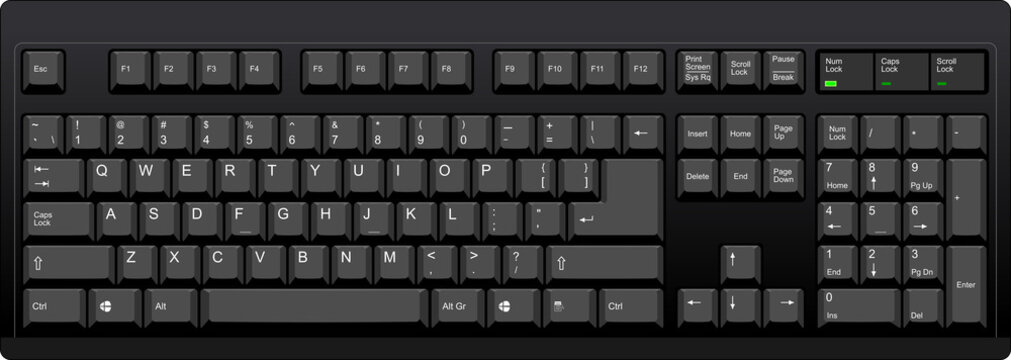 Esc F1 F2 F3 F4 F5 F6 F7 F8 F9 F10 F11 F12
Print
Screen
Sys Rq
Scroll
Lock
Pause
Break
Num
Lock
Caps
Lock
Scroll
Lock
~ ! @ # $ % ^ & * ( ) — + |
` \ 1 2 3 4 5 6 7 8 9 0 - = \ ←
Insert Home Page
Up
Num
Lock
/ * -
Q W E R T Y U I O P { }
[ ]
Delete End Page
Down
7 8 9
Home ↑ Pg Up
+
Caps
Lock
A S D F G H J K L : "
; ,
4 5 6
← _ →
⇧ Z X C V B N M < > ? ⇧
, . /
↑
1 2 3
End ↓ Pg Dn
Enter
Ctrl Alt Alt Gr Ctrl
← ↓ →
0
Ins Del